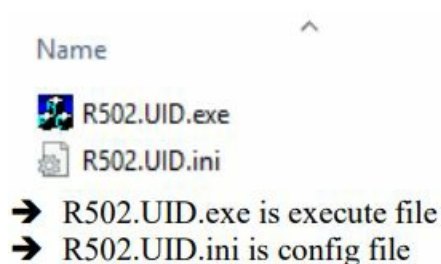 Name
R502.UID.exe
R502.UID.ini
➔ R502.UID.exe is execute file
➔ R502.UID.ini is config file